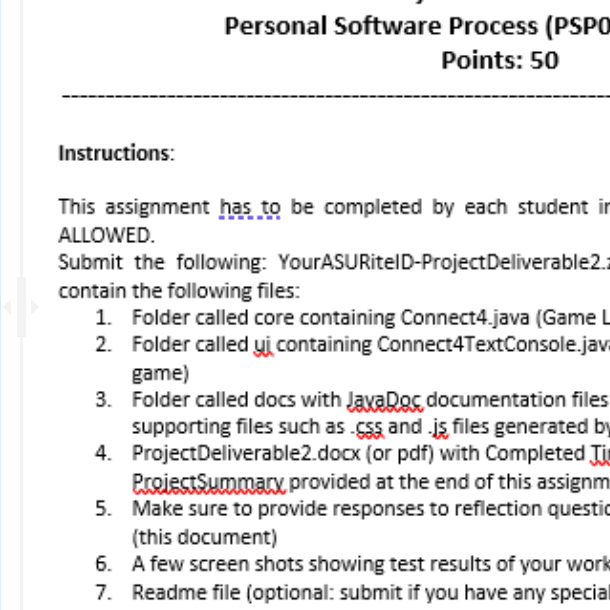 Personal Software Process (PSP0
Points: 50
Instructions:
This assignment has to be completed by each student in
ALLOWED.
Submit the following: YourASURiteID-ProjectDeliverable2.z
contain the following files:
1. Folder called core containing Connect4.java (Game L
2. Folder called ui containing Connect4TextConsole.java
game)
3. Folder called docs with JavaDoc documentation files
supporting files such as .css and .js files generated by
4. ProjectDeliverable2.docx (or pdf) with Completed Ti
ProjectSummary provided at the end of this assignm
5. Make sure to provide responses to reflection questio
(this document)
6. A few screen shots showing test results of your work
7. Readme file (optional: submit if you have any special